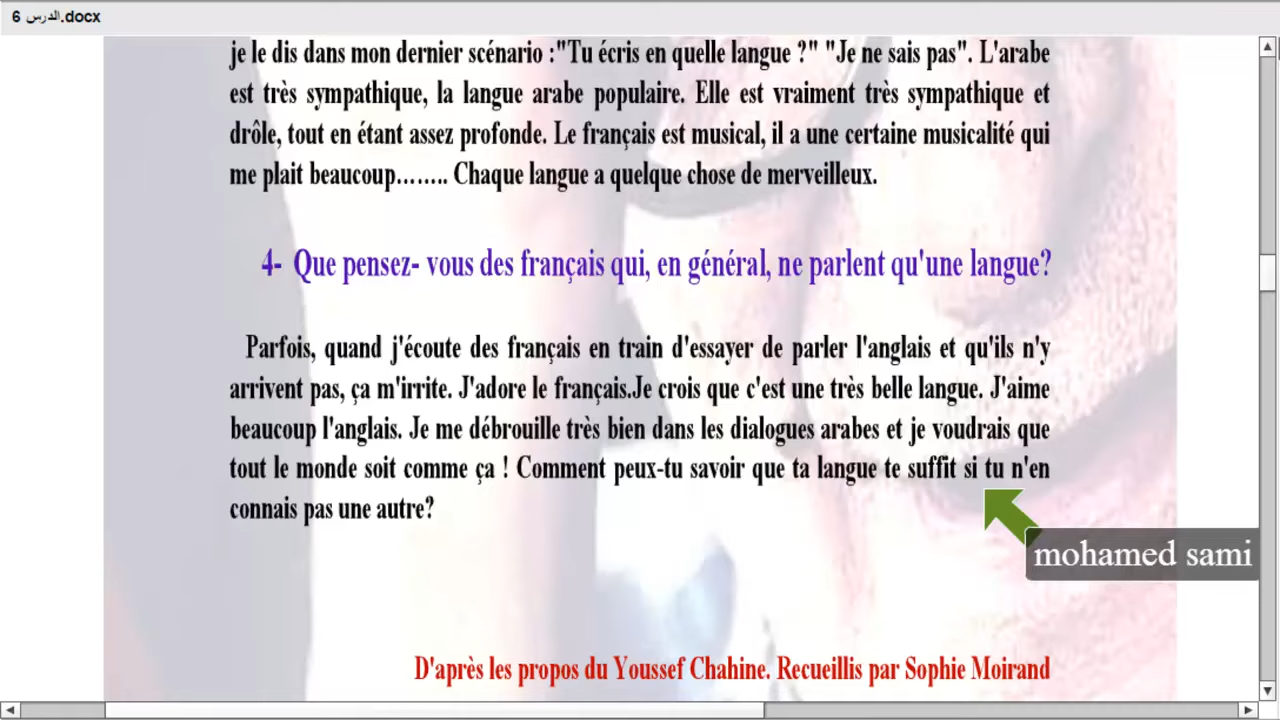 6 الدرس.docx
je le dis dans mon dernier scénario :"Tu écris en quelle langue ?" "Je ne sais pas". L'arabe
est très sympathique, la langue arabe populaire. Elle est vraiment très sympathique et
drôle, tout en étant assez profonde. Le français est musical, il a une certaine musicalité qui
me plait beaucoup…….. Chaque langue a quelque chose de merveilleux.
4- Que pensez- vous des français qui, en général, ne parlent qu'une langue?
Parfois, quand j'écoute des français en train d'essayer de parler l'anglais et qu'ils n'y
arrivent pas, ça m'irrite. J'adore le français.Je crois que c'est une très belle langue. J'aime
beaucoup l'anglais. Je me débrouille très bien dans les dialogues arabes et je voudrais que
tout le monde soit comme ça ! Comment peux-tu savoir que ta langue te suffit si tu n'en
connais pas une autre?
mohamed sami
D'après les propos du Youssef Chahine. Recueillis par Sophie Moirand